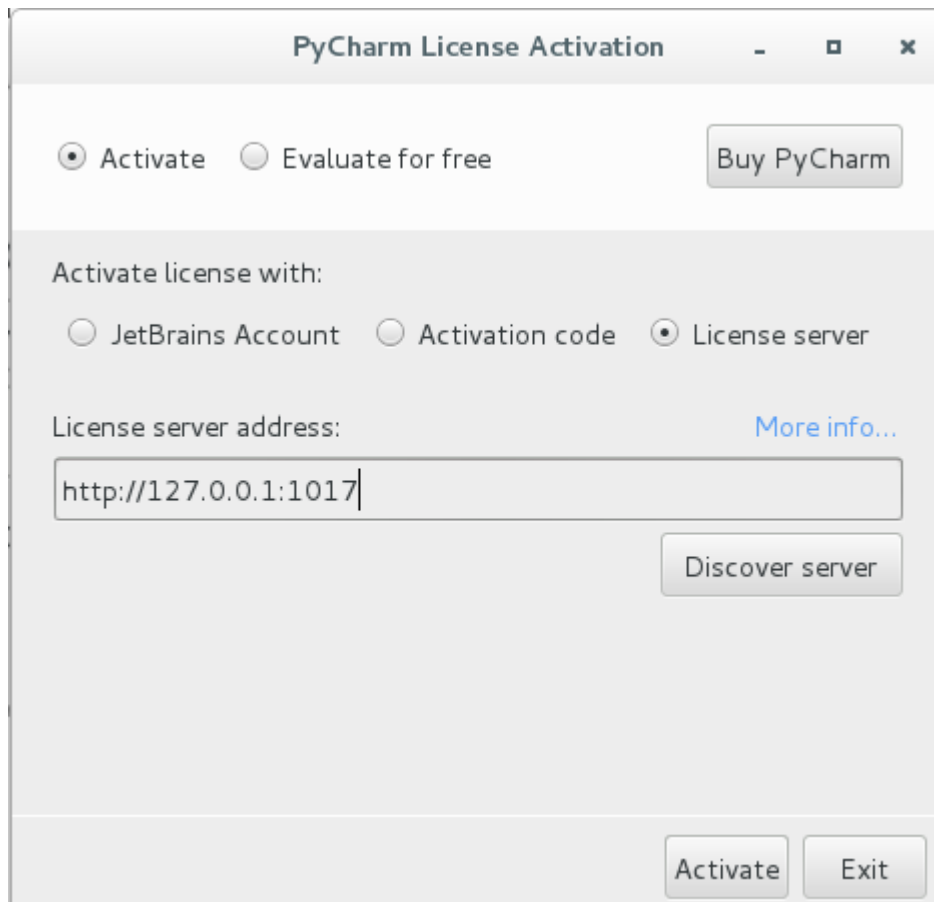 PyCharm License Activation
Activate Evaluate for free Buy PyCharm
Activate license with:
JetBrains Account Activation code License server
License server address: More info...
http://127.0.0.1:1017
Discover server
Activate Exit